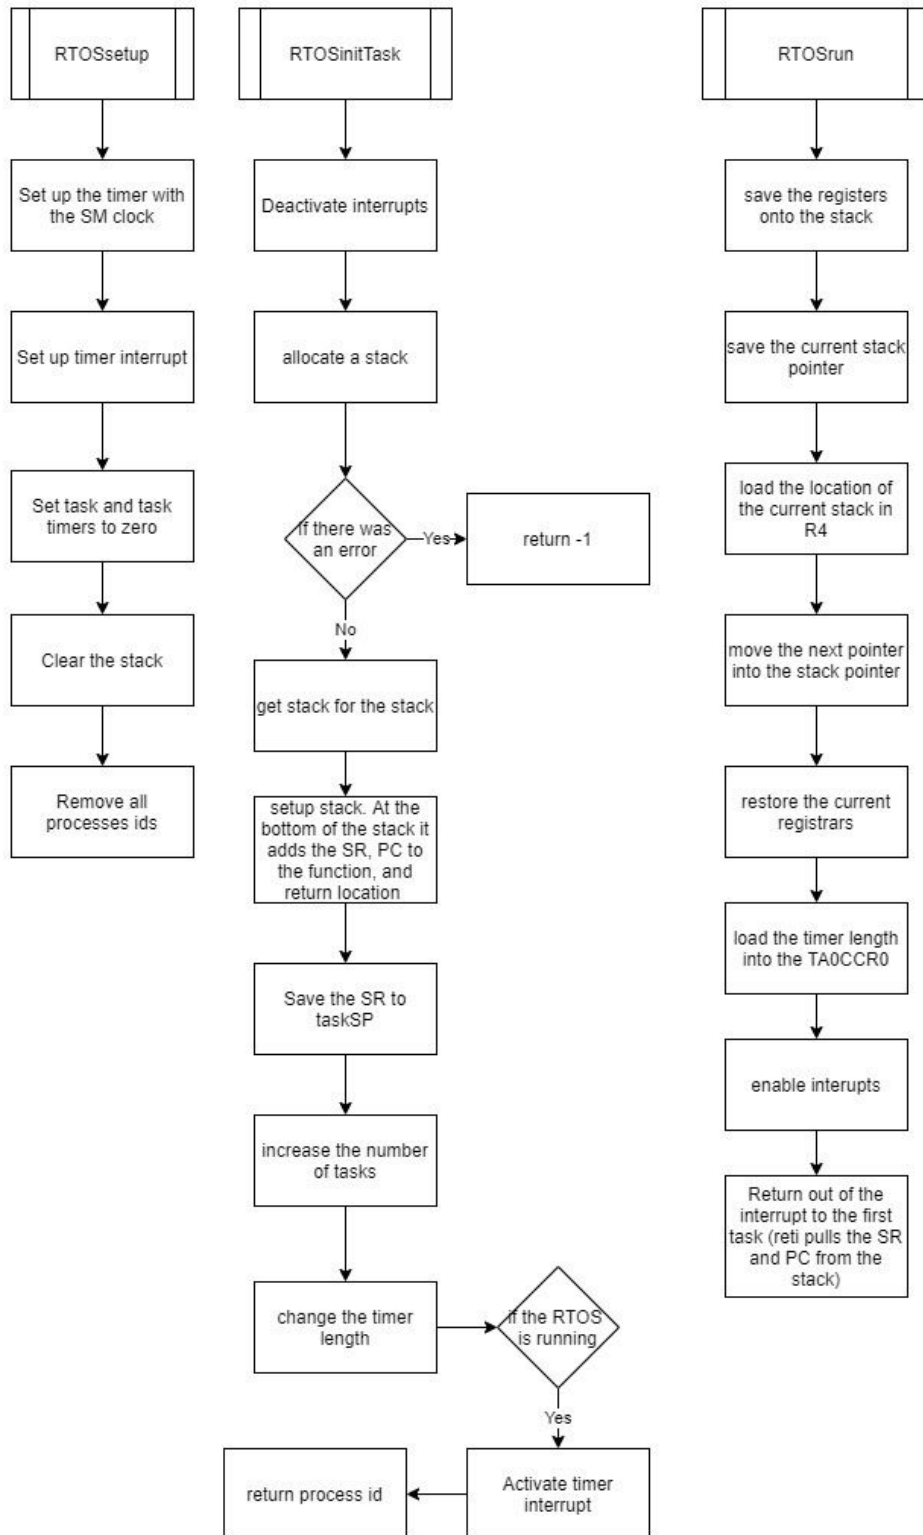 RTOSsetup
Set up the timer with
the SM clock
Set up timer interrupt
Set task and task
timers to zero
Clear the stack
Remove all
processes ids
RTOSinitTask
Deactivate interrupts
allocate a stack
If there was
an error
Yes
return -1
No
get stack for the stack
setup stack. At the
bottom of the stack it
adds the SR, PC to
the function, and
return location
Save the SR to
taskSP
increase the number
of tasks
change the timer
length
if the RTOS
is running
Yes
Activate timer
interrupt
return process id
RTOSrun
save the registers
onto the stack
save the current stack
pointer
load the location of
the current stack in
R4
move the next pointer
into the stack pointer
restore the current
registrars
load the timer length
into the TA0CCR0
enable interupts
Return out of the
interrupt to the first
task (reti pulls the SR
and PC from the
stack)